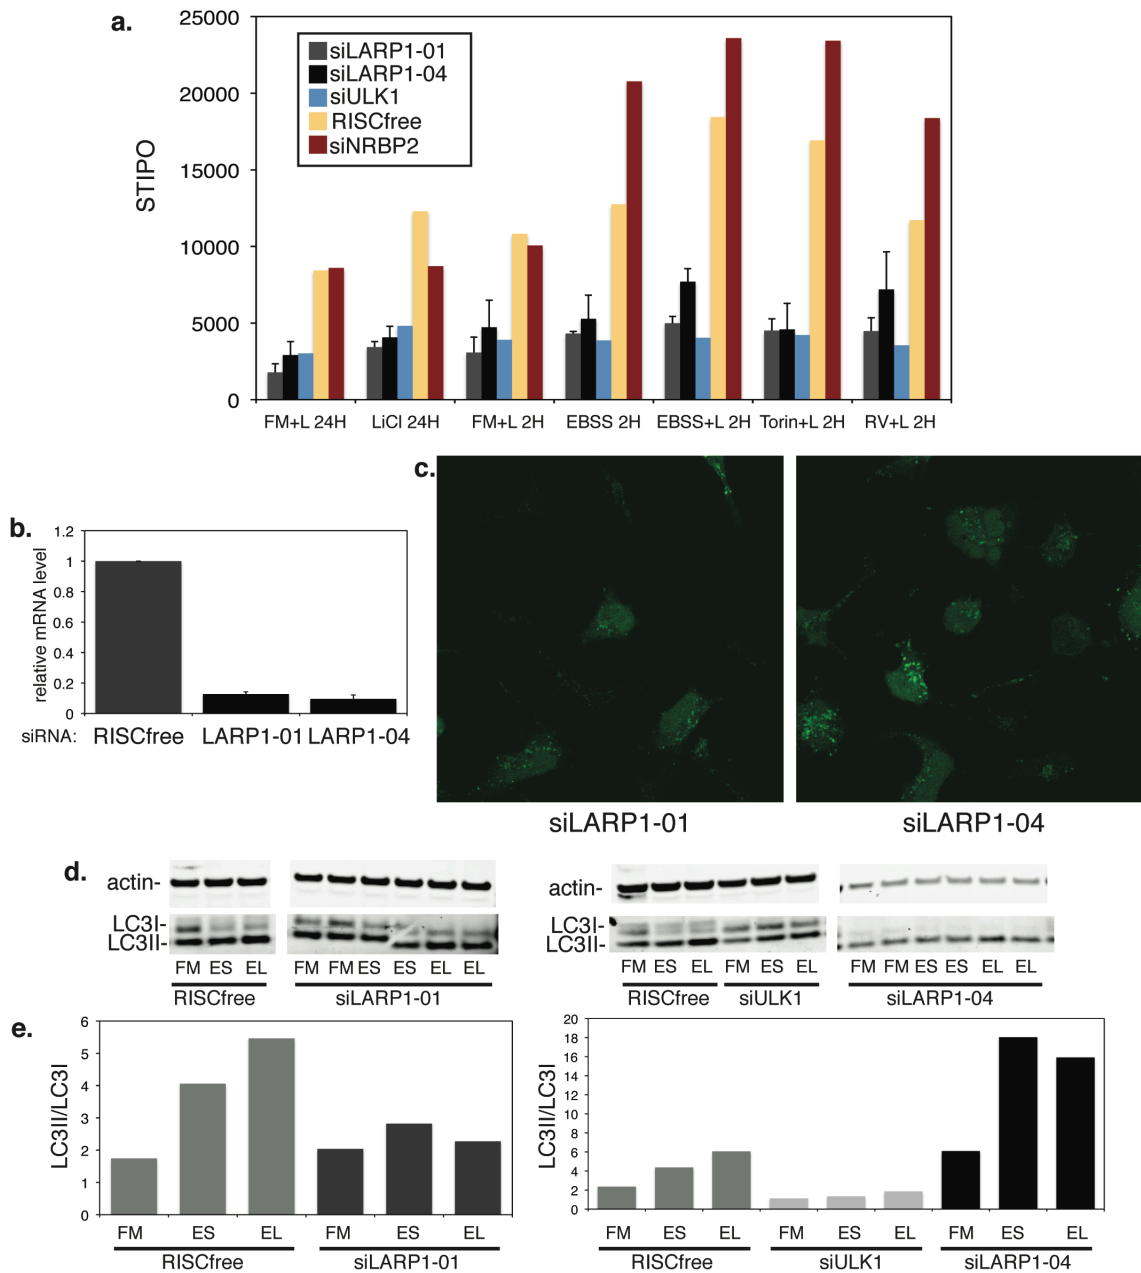 a.
25000
20000
15000
10000
5000
0
STIPO
siLARP1-01
siLARP1-04
siULK1
RISCfree
siNRBP2
FM+L 24H LiCl 24H FM+L 2H EBSS 2H EBSS+L 2H Torin+L 2H RV+L 2H
b.
1.2
1
0.8
0.6
0.4
0.2
0
relative mRNA level
siRNA: RISCfree LARP1-01 LARP1-04
c.
siLARP1-01 siLARP1-04
d.
actin-
LC3I-
LC3II-
FM ES EL FM FM ES ES EL EL
RISCfree siLARP1-01
actin-
LC3I-
LC3II-
FM ES EL FM ES EL FM FM ES ES EL EL
RISCfree siULK1 siLARP1-04
e.
6
5
4
3
2
1
0
LC3II/LC3I
FM ES EL FM ES EL
RISCfree siLARP1-01
20
18
16
14
12
10
8
6
4
2
0
LC3II/LC3I
FM ES EL FM ES EL FM ES EL
RISCfree siULK1 siLARP1-04